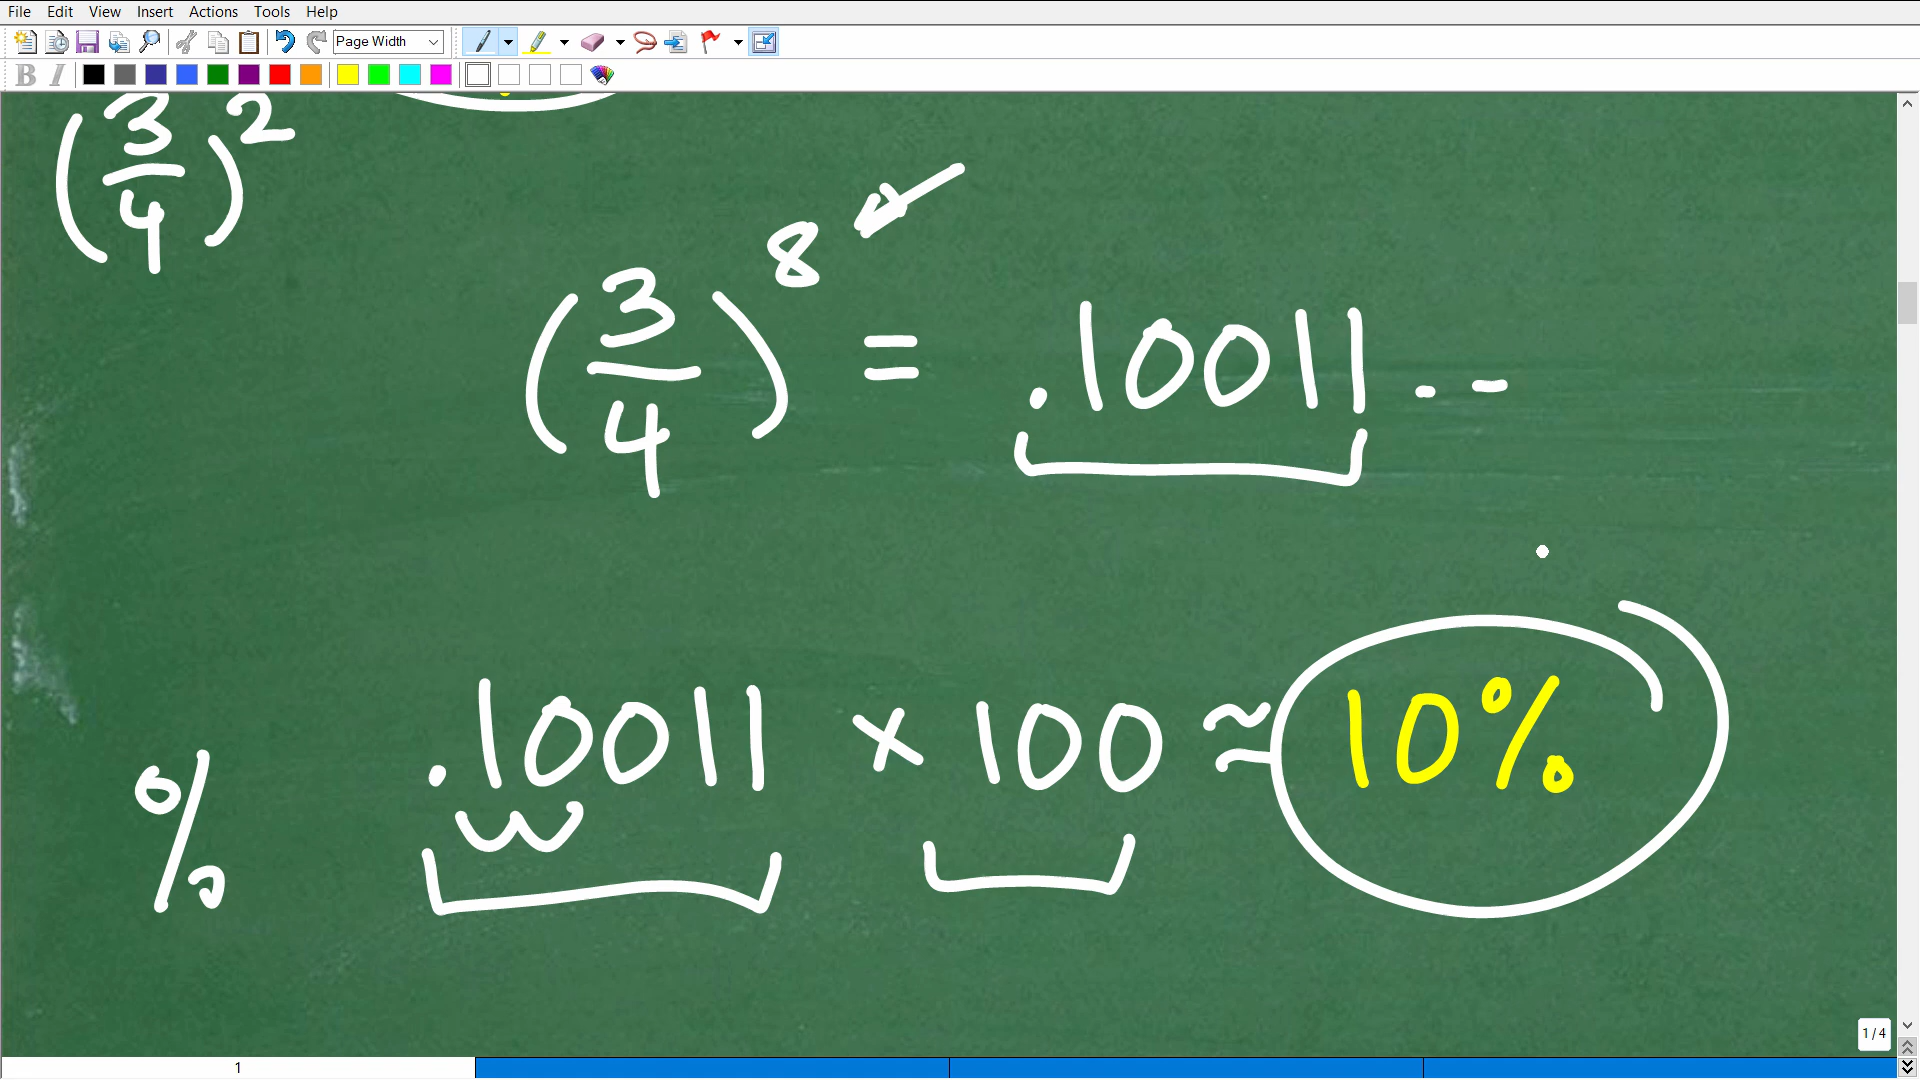 File Edit View Insert Actions Tools Help
Page Width
B I
(3/4)^2
(3/4)^8 = .10011 . - 
% .10011 × 100 ≈ 10%
1 / 4
1